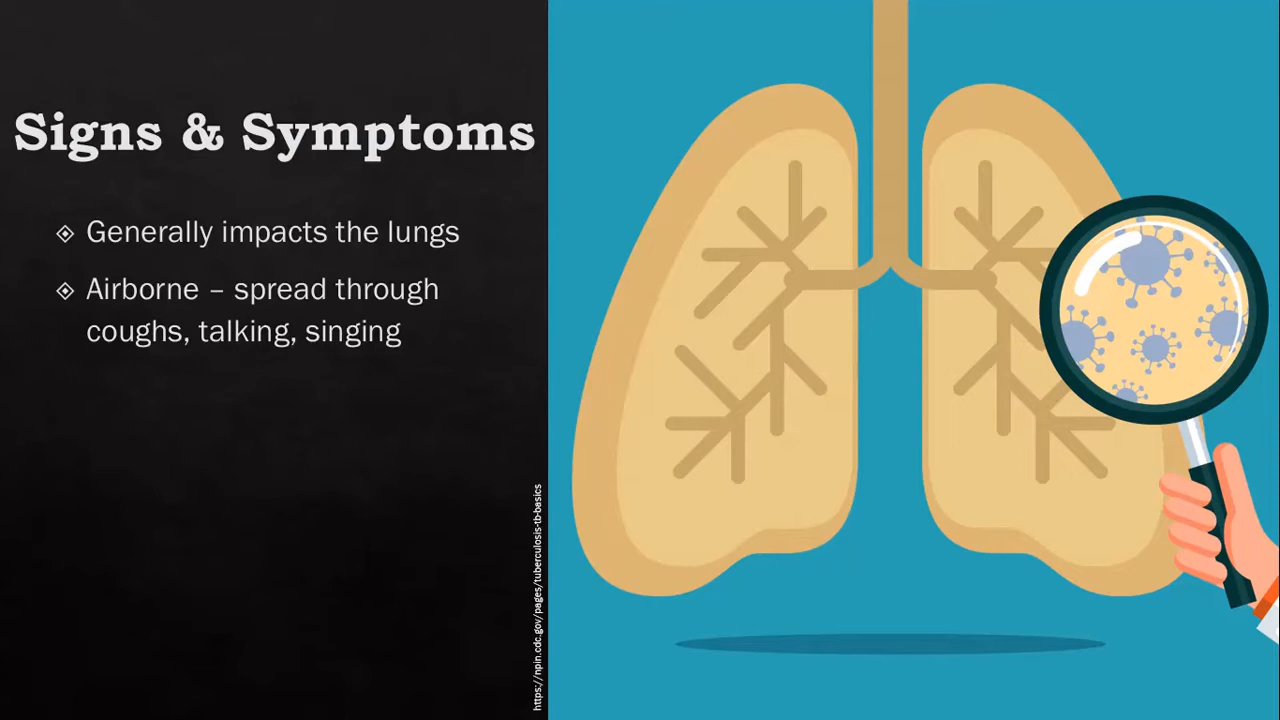 Signs & Symptoms
Generally impacts the lungs
Airborne – spread through
coughs, talking, singing
https://npin.cdc.gov/pages/tuberculosis-tb-basics